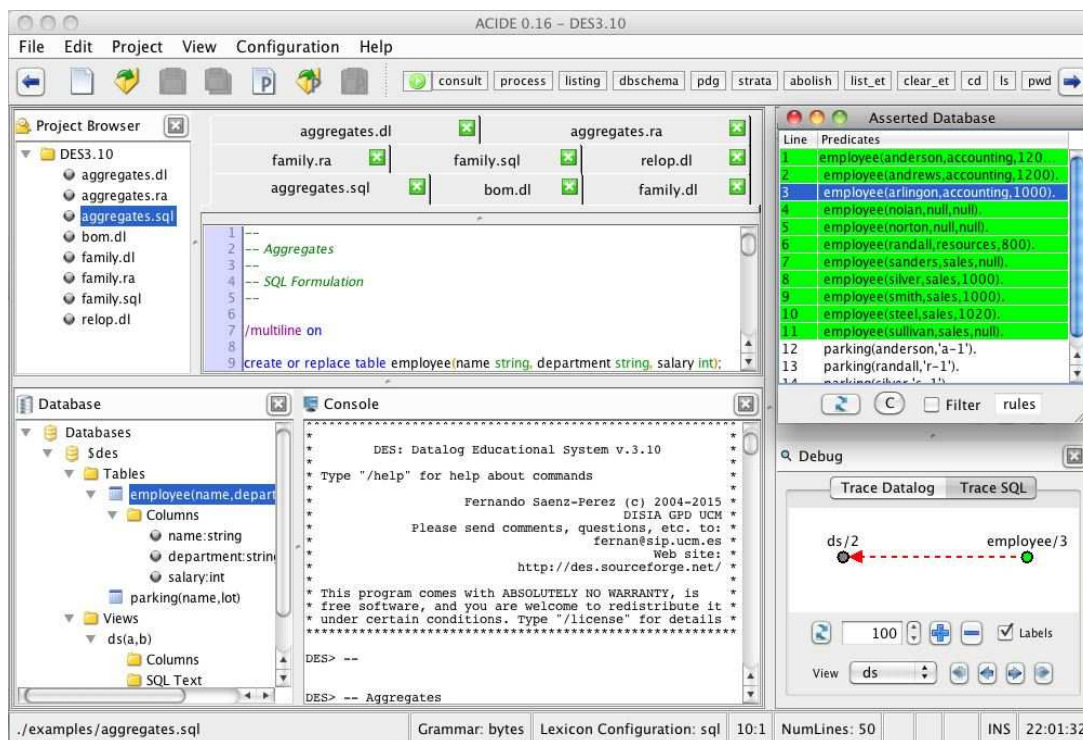 ACIDE 0.16 – DES3.10
File Edit Project View Configuration Help
consult process listing dbschema pdg strata abolish list_et clear_et cd ls pwd
Project Browser
DES3.10
aggregates.dl
aggregates.ra
aggregates.sql
bom.dl
family.dl
family.ra
family.sql
relop.dl
aggregates.dl aggregates.ra
family.ra family.sql relop.dl
aggregates.sql bom.dl family.dl
1 --
2 -- Aggregates
3 --
4 -- SQL Formulation
5 --
6
7 /multiline on
8
9 create or replace table employee(name string, department string, salary int);
Asserted Database
Line Predicates
1 employee(anderson,accounting,120...
2 employee(andrews,accounting,1200).
3 employee(arlingon,accounting,1000).
4 employee(nolan,null,null).
5 employee(norton,null,null).
6 employee(randall,resources,800).
7 employee(sanders,sales,null).
8 employee(silver,sales,1000).
9 employee(smith,sales,1000).
10 employee(steel,sales,1020).
11 employee(sullivan,sales,null).
12 parking(anderson,'a-1').
13 parking(randall,'r-1').
14 parking(silver,'s-1').
C Filter rules
Database
Databases
$des
Tables
employee(name,depart
Columns
name:string
department:string
salary:int
parking(name,lot)
Views
ds(a,b)
Columns
SQL Text
Console
*********************************************************
* *
* DES: Datalog Educational System v.3.10 *
* *
* Type "/help" for help about commands *
* *
* Fernando Saenz-Perez (c) 2004-2015 *
* DISIA GPD UCM *
* Please send comments, questions, etc. to: *
* fernan@sip.ucm.es *
* Web site: *
* http://des.sourceforge.net/ *
* *
* This program comes with ABSOLUTELY NO WARRANTY, is *
* free software, and you are welcome to redistribute it *
* under certain conditions. Type "/license" for details *
*********************************************************
DES> --
DES> -- Aggregates
Debug
Trace Datalog Trace SQL
ds/2 employee/3
100 Labels
View ds
./examples/aggregates.sql Grammar: bytes Lexicon Configuration: sql 10:1 NumLines: 50 INS 22:01:32